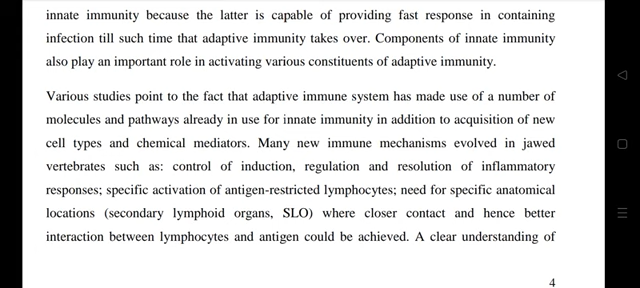 innate immunity because the latter is capable of providing fast response in containing
infection till such time that adaptive immunity takes over. Components of innate immunity
also play an important role in activating various constituents of adaptive immunity.
Various studies point to the fact that adaptive immune system has made use of a number of
molecules and pathways already in use for innate immunity in addition to acquisition of new
cell types and chemical mediators. Many new immune mechanisms evolved in jawed
vertebrates such as: control of induction, regulation and resolution of inflammatory
responses; specific activation of antigen-restricted lymphocytes; need for specific anatomical
locations (secondary lymphoid organs, SLO) where closer contact and hence better
interaction between lymphocytes and antigen could be achieved. A clear understanding of
4